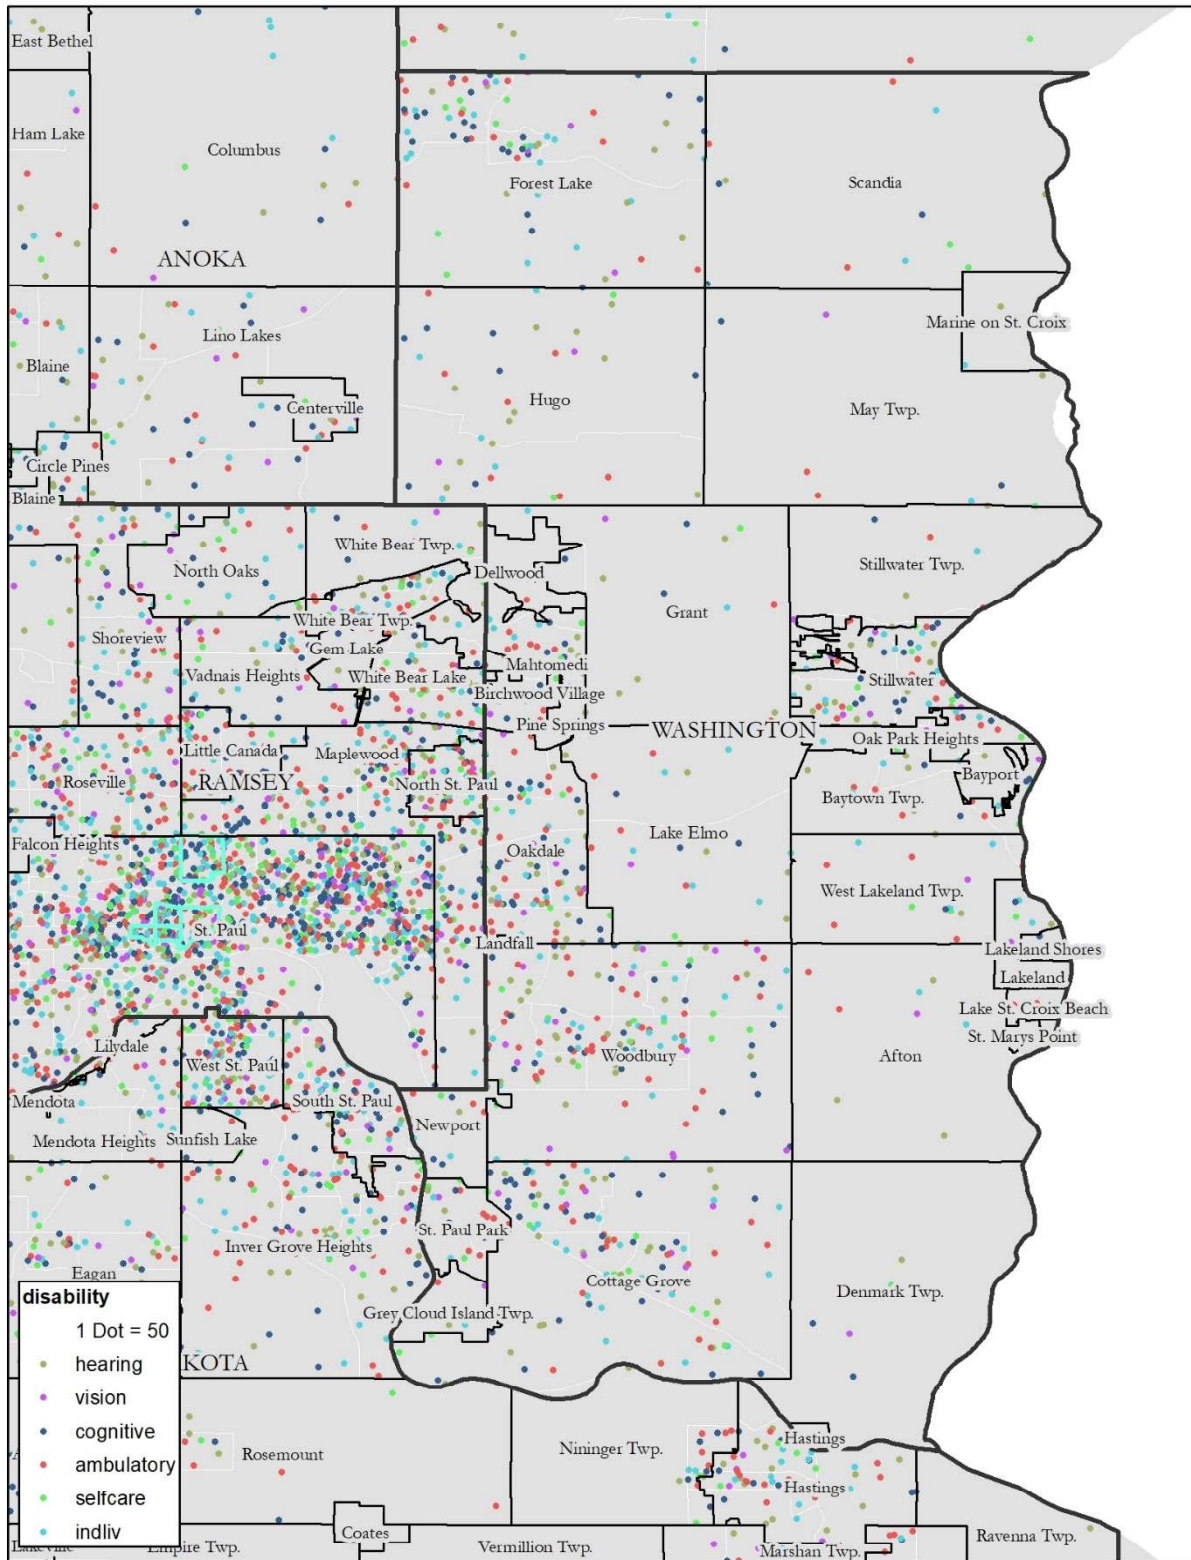 East Bethel
Ham Lake
Columbus
Forest Lake
Scandia
ANOKA
Lino Lakes
Marine on St. Croix
Blaine
Hugo
Centerville
May Twp.
Circle Pines
Blaine
White Bear Twp.
North Oaks
Dellwood
Stillwater Twp.
Grant
White Bear Twp.
Shoreview
Gem Lake
Mahtomedi
Vadnais Heights
White Bear Lake
Stillwater
Birchwood Village
Pine Springs
WASHINGTON
Oak Park Heights
Little Canada
Maplewood
Roseville
RAMSEY
North St. Paul
Bayport
Baytown Twp.
Falcon Heights
Lake Elmo
Oakdale
West Lakeland Twp.
St. Paul
Landfall
Lakeland Shores
Lakeland
Lake St. Croix Beach
St. Marys Point
Lilydale
Woodbury
Afton
West St. Paul
Mendota
South St. Paul
Newport
Mendota Heights
Sunfish Lake
St. Paul Park
Inver Grove Heights
Eagan
Cottage Grove
Denmark Twp.
Grey Cloud Island Twp.
disability
1 Dot = 50
hearing
vision
cognitive
ambulatory
selfcare
indliv
KOTA
Rosemount
Nininger Twp.
Hastings
Hastings
Coates
Lakeville
Empire Twp.
Vermillion Twp.
Marshan Twp.
Ravenna Twp.